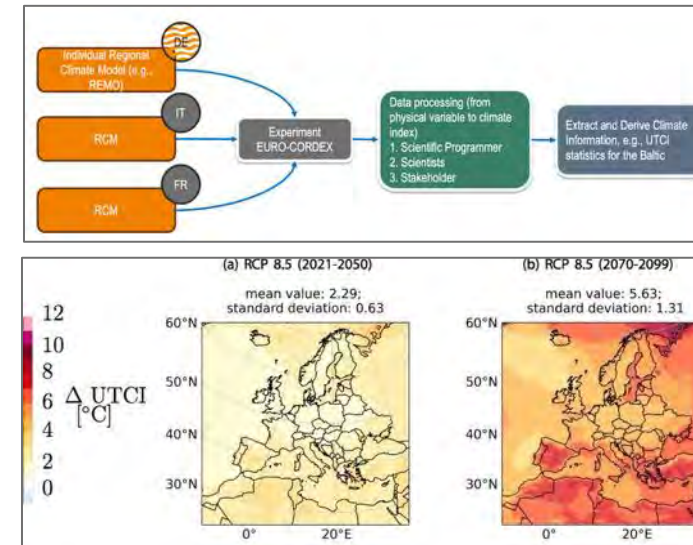 DE
Individual Regional
Climate Model (e.g.,
REMO)
IT
RCM
FR
RCM
Experiment
EURO-CORDEX
Data processing (from
physical variable to climate
index)
1. Scientific Programmer
2. Scientists
3. Stakeholder
Extract and Derive Climate
Information, e.g., UTCI
statistics for the Baltic
(a) RCP 8.5 (2021-2050)
mean value: 2.29;
standard deviation: 0.63
(b) RCP 8.5 (2070-2099)
mean value: 5.63;
standard deviation: 1.31
12
10
8
6
4
2
0
Δ UTCI
[°C]
60°N
50°N
40°N
30°N
0°
20°E
60°N
50°N
40°N
30°N
0°
20°E